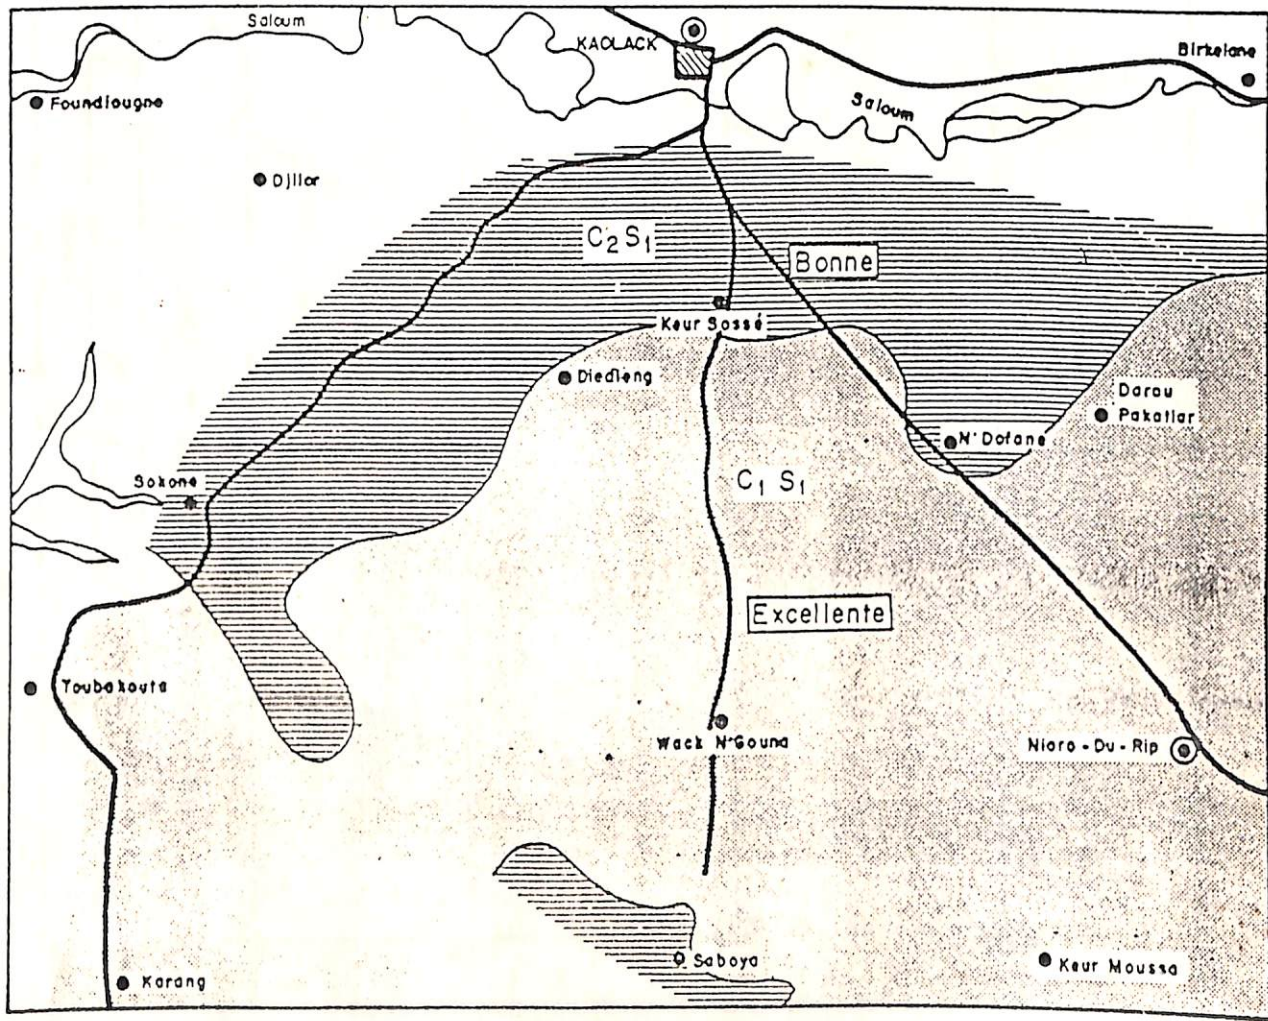 Saloum
KAOLACK
Birkelane
Foundiougne
Saloum
Djilor
C2 S1
Bonne
Keur Sossé
Diedieng
Darou
Pakatiar
N'Dofane
Sokone
C1 S1
Excellente
Toubakouta
Wack N'Gouna
Nioro-Du-Rip
Saboya
Keur Moussa
Karang